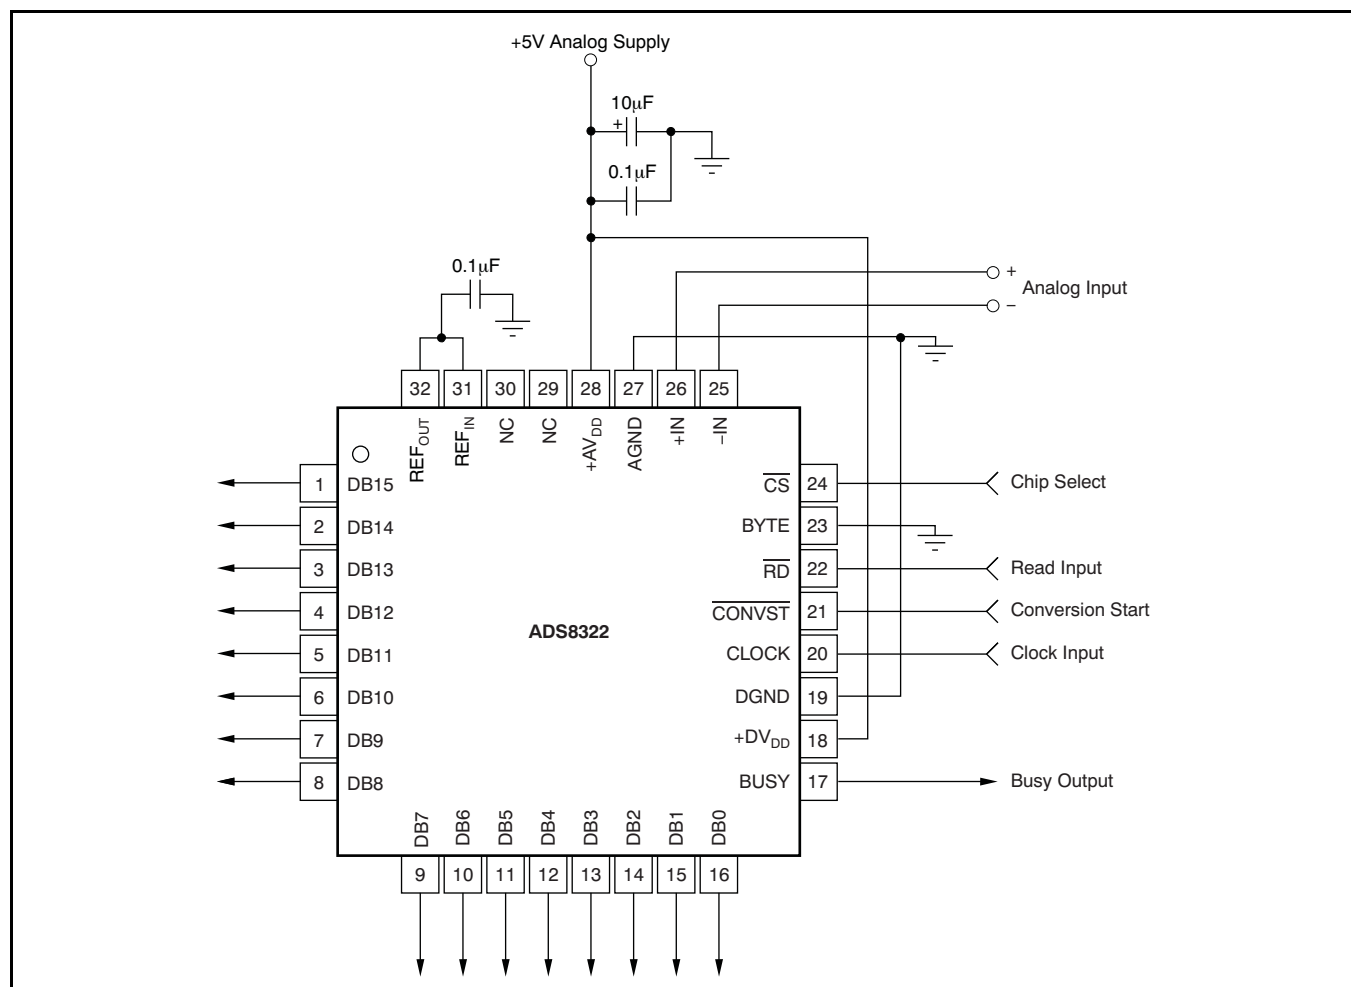 +5V Analog Supply
10µF
+
0.1µF
0.1µF
+
Analog Input
–
32 31 30 29 28 27 26 25
REFOUT REFIN NC NC +AVDD AGND +IN –IN
1 DB15
2 DB14
3 DB13
4 DB12
5 DB11
6 DB10
7 DB9
8 DB8
ADS8322
CS 24 Chip Select
BYTE 23
RD 22 Read Input
CONVST 21 Conversion Start
CLOCK 20 Clock Input
DGND 19
+DVDD 18
BUSY 17 Busy Output
DB7 DB6 DB5 DB4 DB3 DB2 DB1 DB0
9 10 11 12 13 14 15 16